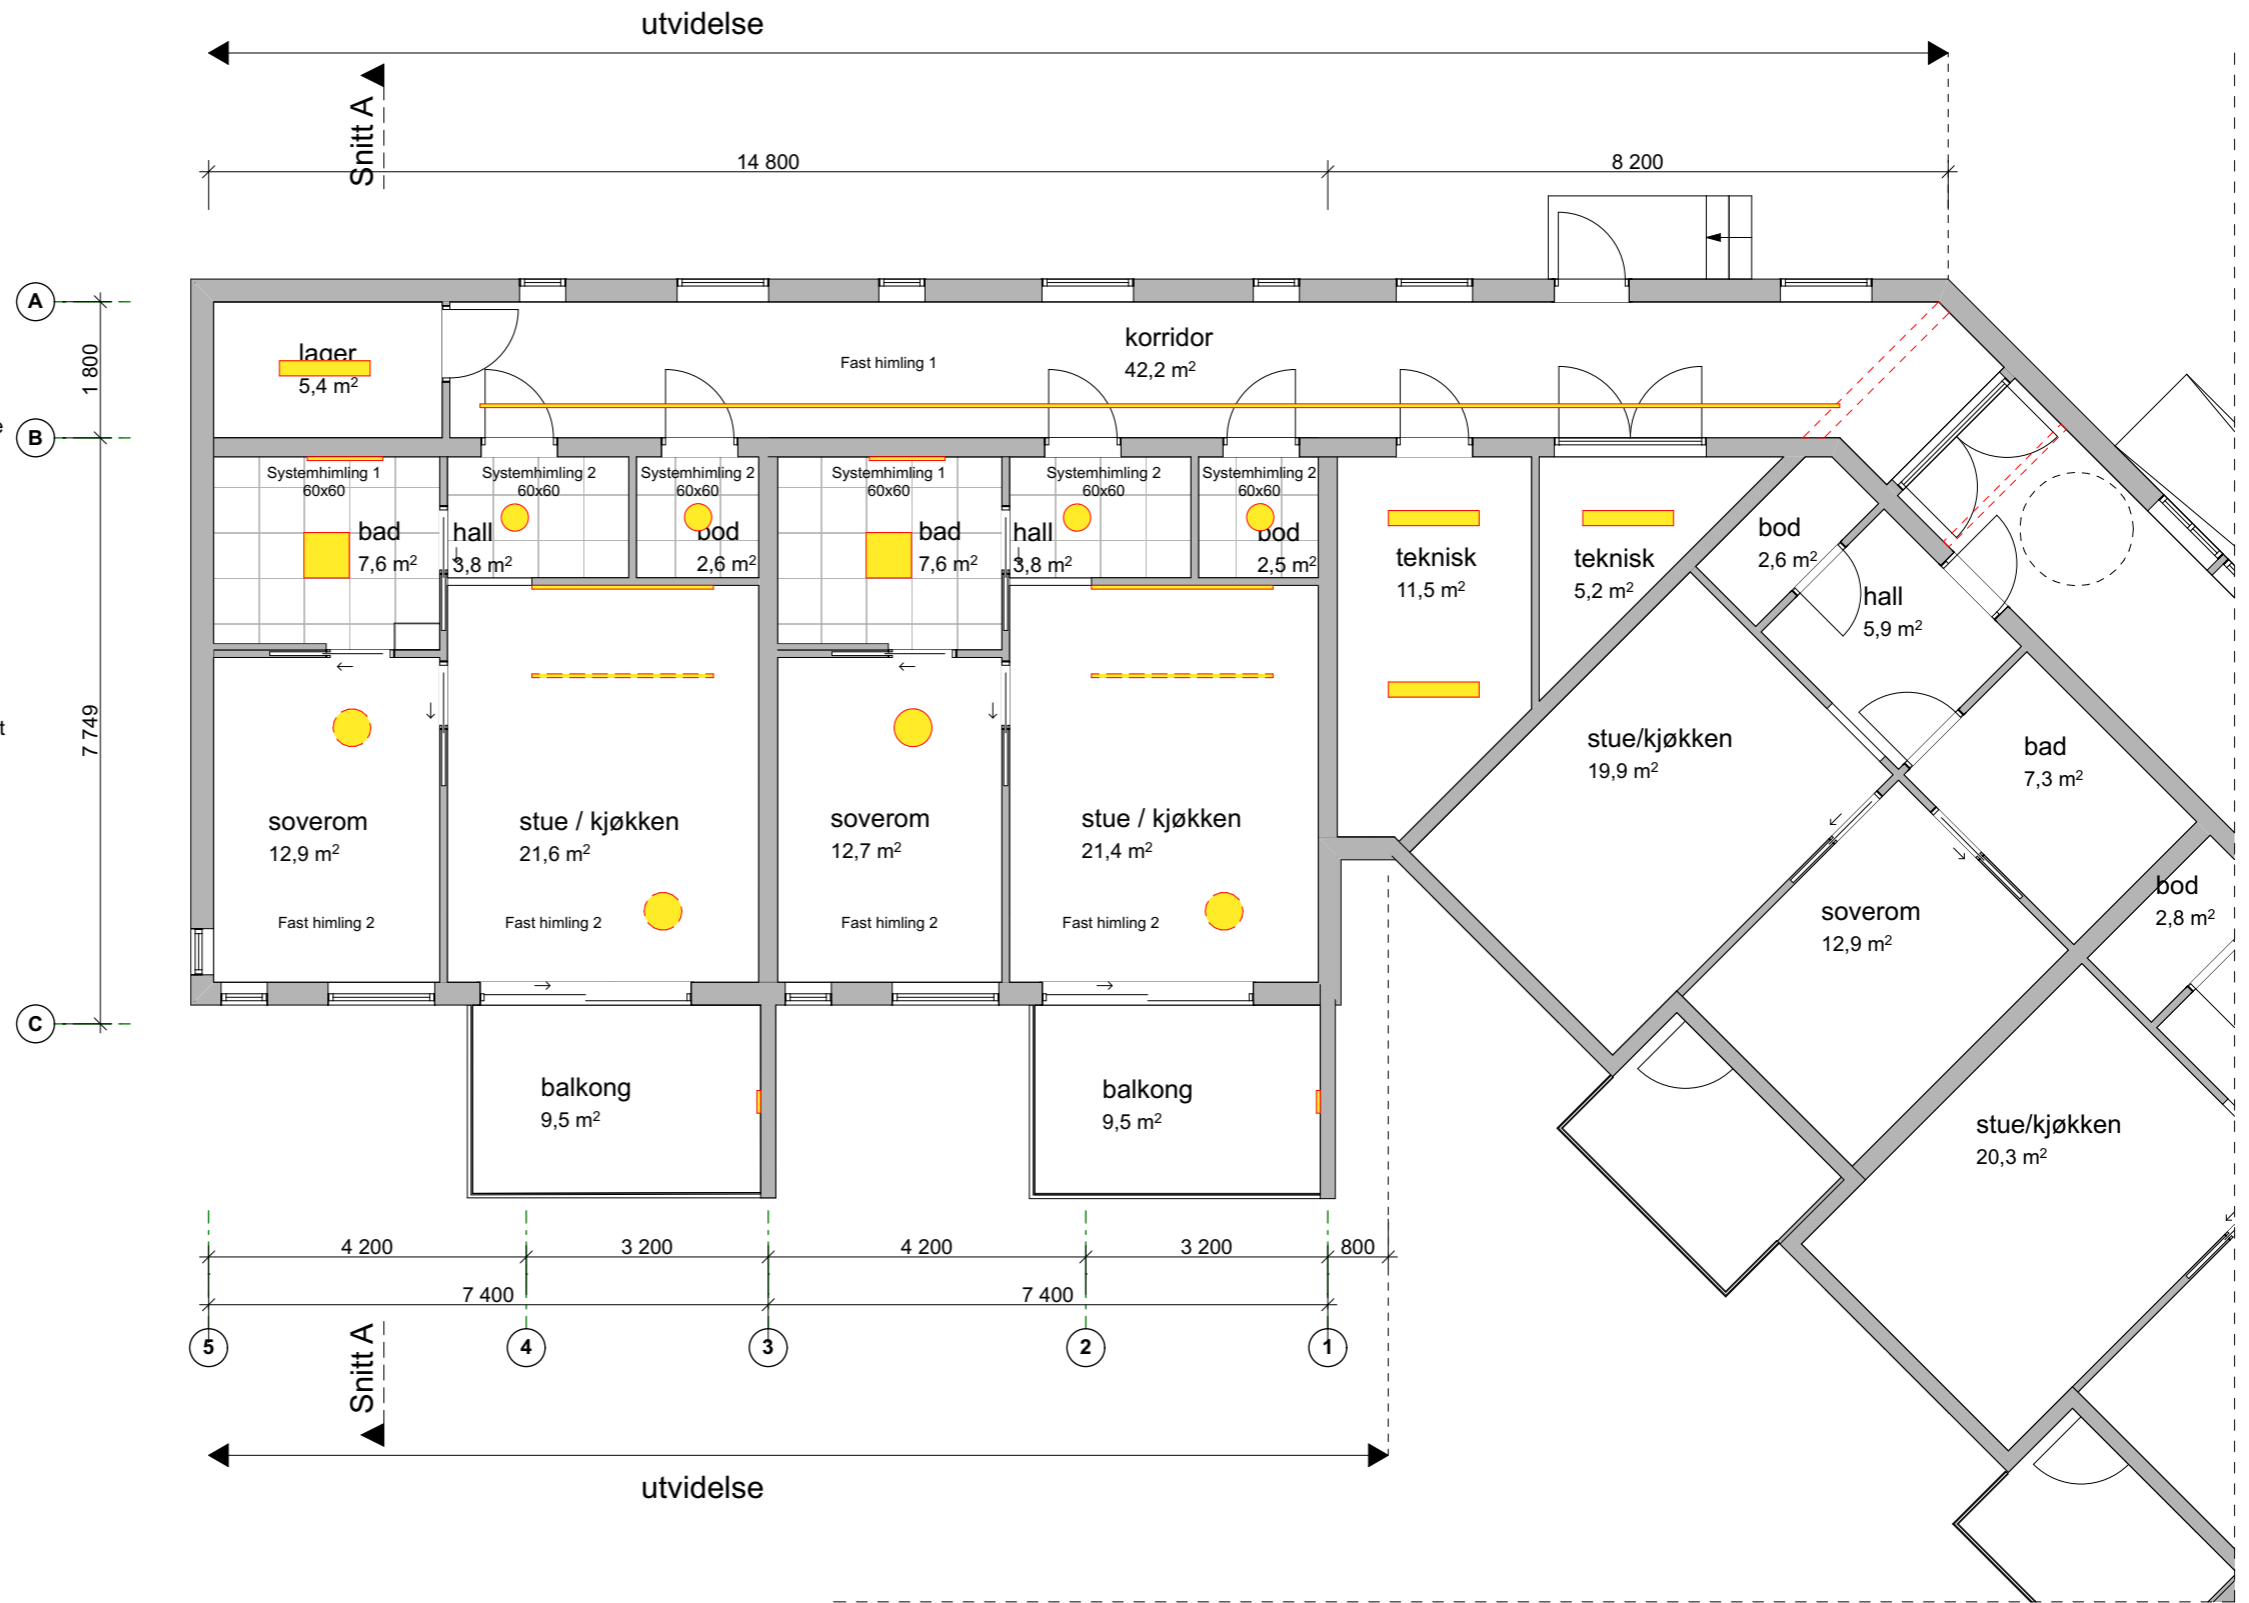 utvidelse
Snitt A
14 800
8 200
A
1 800
B
e
7 749
t
C
lager
5,4 m²
korridor
42,2 m²
Fast himling 1
Systemhimling 1
60x60
Systemhimling 2
60x60
Systemhimling 2
60x60
Systemhimling 1
60x60
Systemhimling 2
60x60
Systemhimling 2
60x60
bad
7,6 m²
hall
3,8 m²
bod
2,6 m²
bad
7,6 m²
hall
3,8 m²
bod
2,5 m²
teknisk
11,5 m²
teknisk
5,2 m²
bod
2,6 m²
hall
5,9 m²
stue/kjøkken
19,9 m²
bad
7,3 m²
soverom
12,9 m²
stue / kjøkken
21,6 m²
soverom
12,7 m²
stue / kjøkken
21,4 m²
Fast himling 2
Fast himling 2
Fast himling 2
Fast himling 2
soverom
12,9 m²
bod
2,8 m²
balkong
9,5 m²
balkong
9,5 m²
stue/kjøkken
20,3 m²
4 200
3 200
4 200
3 200
800
7 400
7 400
5
4
3
2
1
Snitt A
utvidelse